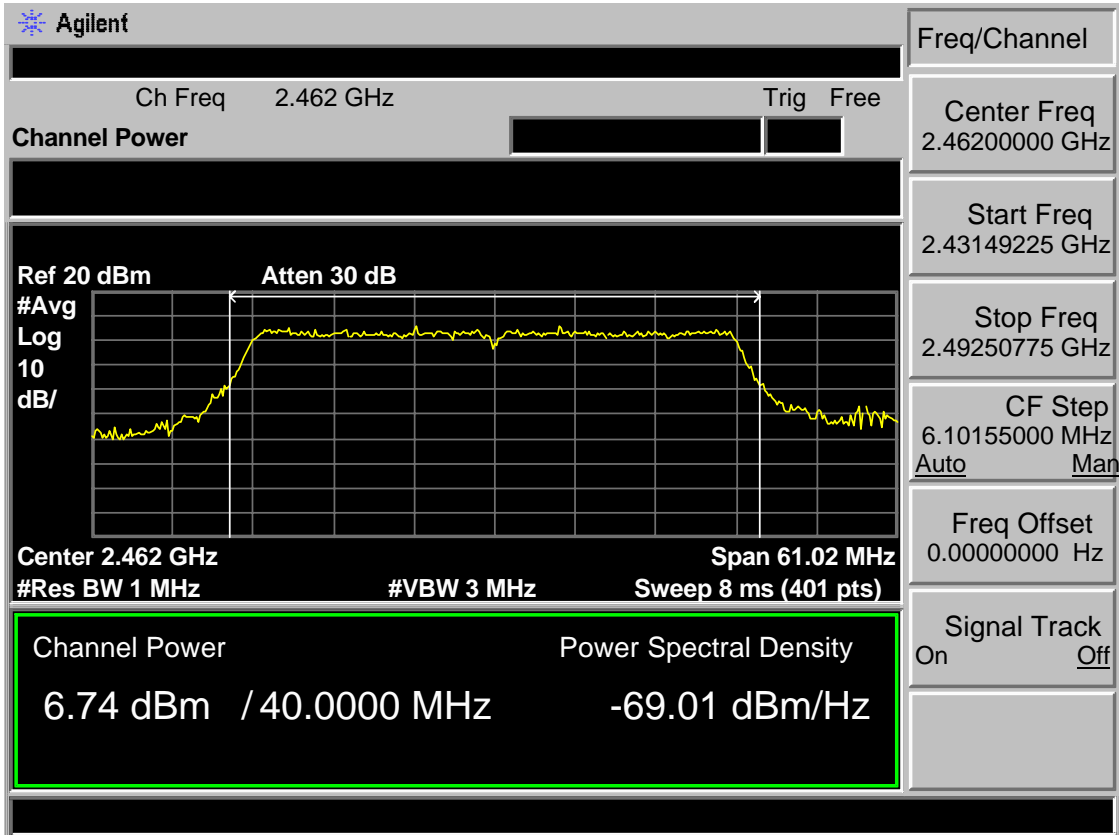 Agilent
Freq/Channel
Ch Freq 2.462 GHz Trig Free
Channel Power
Center Freq
2.46200000 GHz
Start Freq
2.43149225 GHz
Stop Freq
2.49250775 GHz
CF Step
6.10155000 MHz
Auto Man
Freq Offset
0.00000000 Hz
Signal Track
On Off
Ref 20 dBm Atten 30 dB
#Avg
Log
10
dB/
Center 2.462 GHz Span 61.02 MHz
#Res BW 1 MHz #VBW 3 MHz Sweep 8 ms (401 pts)
Channel Power Power Spectral Density
6.74 dBm / 40.0000 MHz -69.01 dBm/Hz